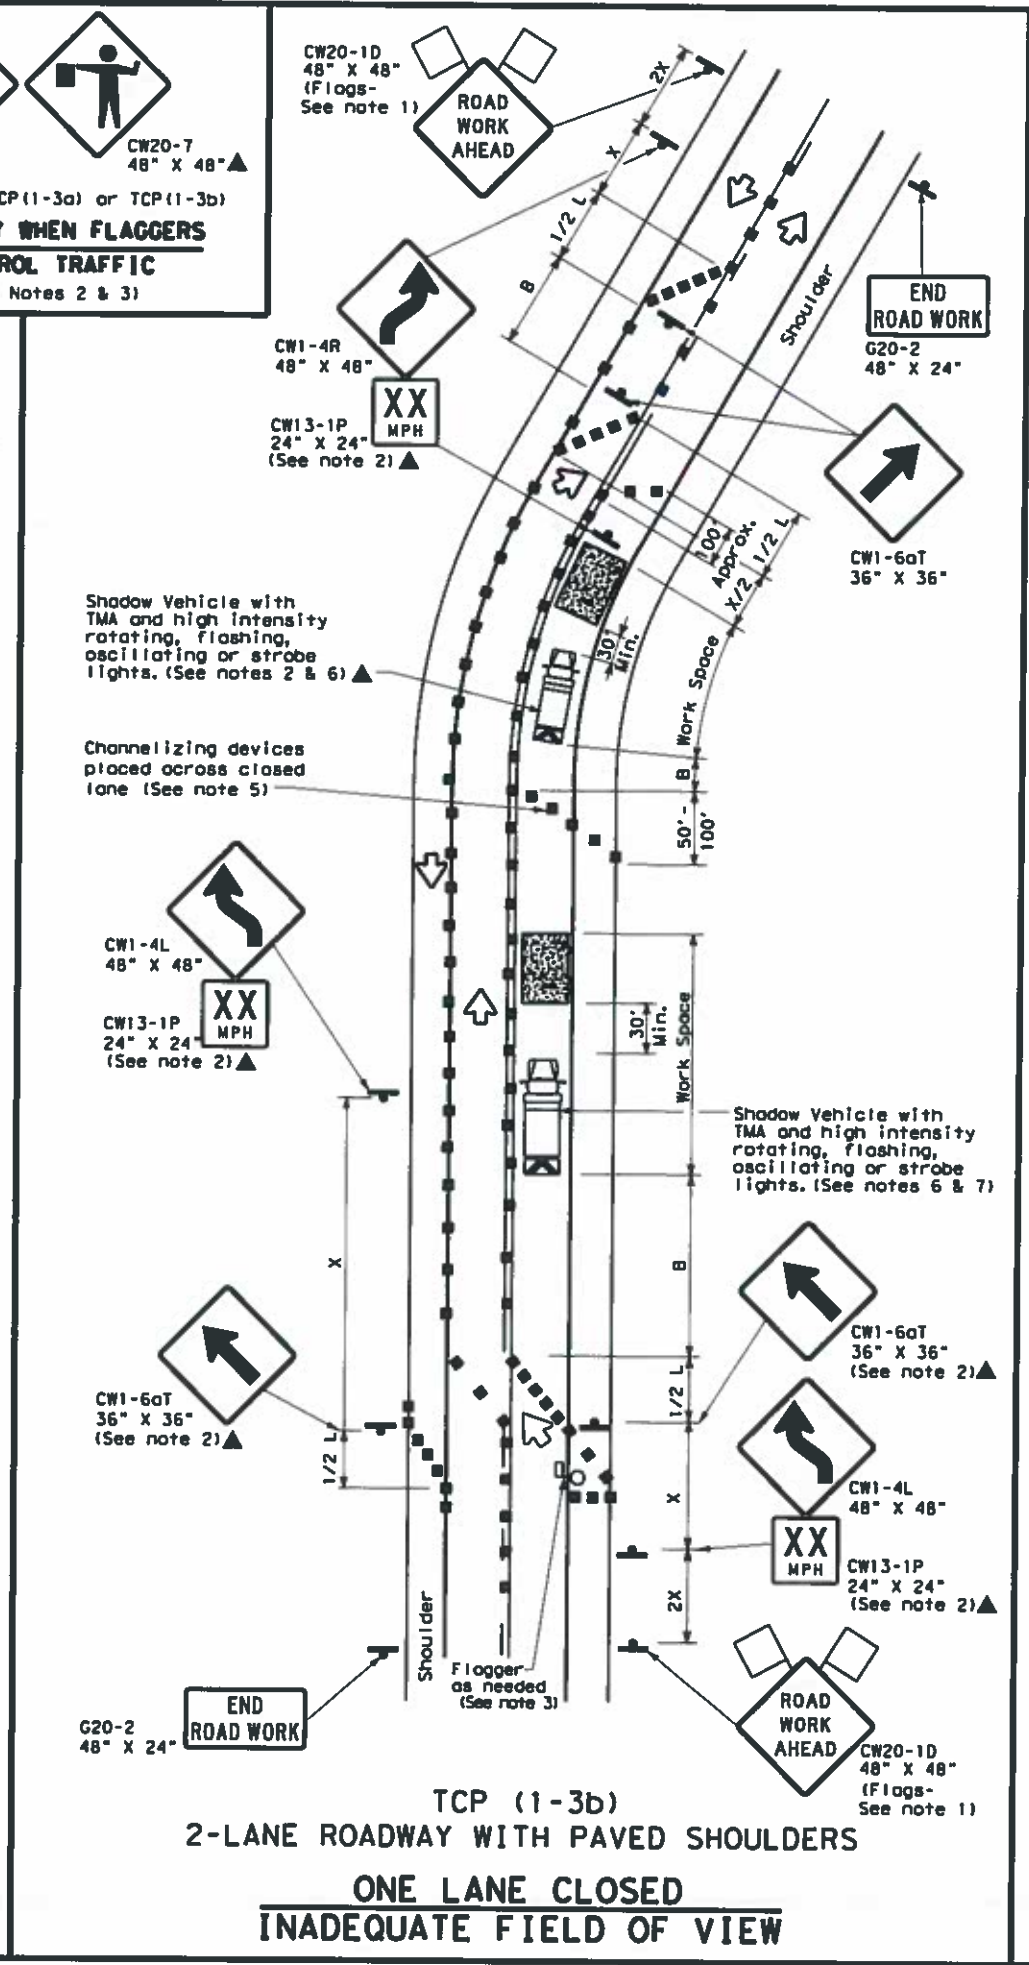 CW20-7
48" X 48"▲
CP(1-3a) or TCP(1-3b)
WHEN FLAGGERS
ROL TRAFFIC
Notes 2 & 3)
CW20-1D
48" X 48"
(Flags-
See note 1)
ROAD
WORK
AHEAD
2X
X
1/2 L
B
CW1-4R
48" X 48"
XX
MPH
CW13-1P
24" X 24"
(See note 2)▲
Shoulder
END
ROAD WORK
G20-2
48" X 24"
CW1-6aT
36" X 36"
100'
Approx.
1/2 L
X/2
30'
Min.
Work Space
B
50' -
100'
Shadow Vehicle with
TMA and high intensity
rotating, flashing,
oscillating or strobe
lights. (See notes 2 & 6)▲
Channelizing devices
placed across closed
lane (See note 5)
CW1-4L
48" X 48"
XX
MPH
CW13-1P
24" X 24"
(See note 2)▲
30'
Min.
Work Space
Shadow Vehicle with
TMA and high intensity
rotating, flashing,
oscillating or strobe
lights. (See notes 6 & 7)
X
B
CW1-6aT
36" X 36"
(See note 2)▲
1/2 L
CW1-6aT
36" X 36"
(See note 2)▲
1/2 L
X
CW1-4L
48" X 48"
XX
MPH
CW13-1P
24" X 24"
(See note 2)▲
2X
Shoulder
Flagger
as needed
(See note 3)
END
ROAD WORK
G20-2
48" X 24"
ROAD
WORK
AHEAD
CW20-1D
48" X 48"
(Flags-
See note 1)
TCP (1-3b)
2-LANE ROADWAY WITH PAVED SHOULDERS
ONE LANE CLOSED
INADEQUATE FIELD OF VIEW